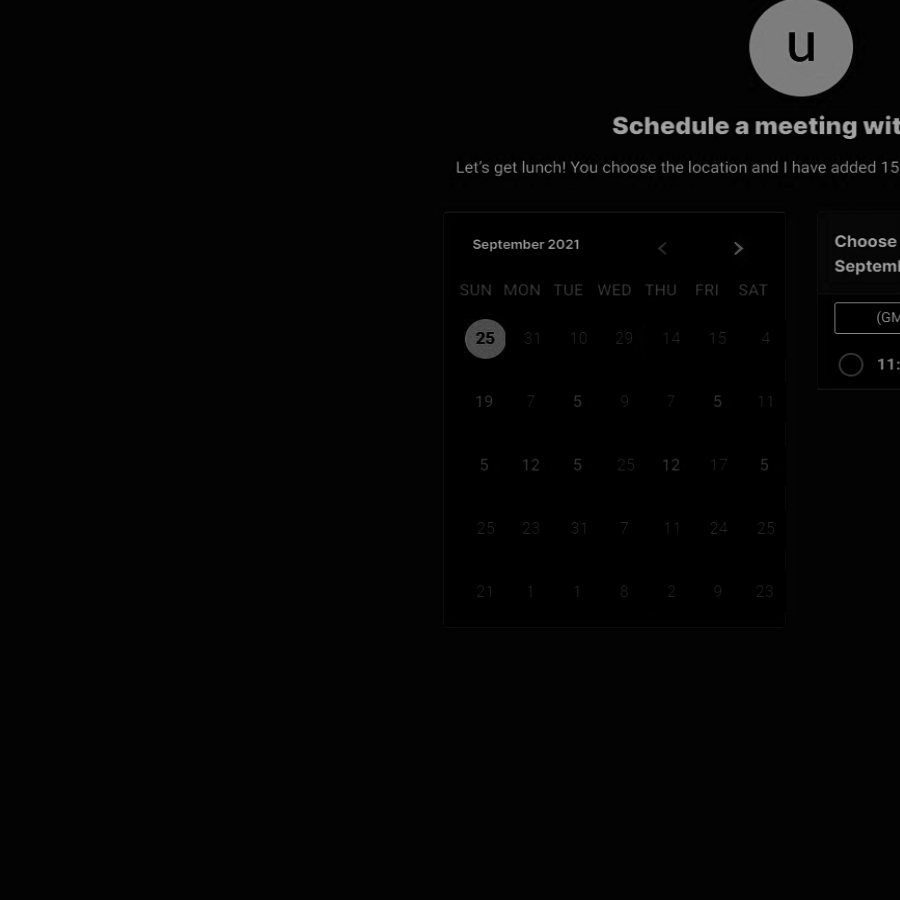 u
Schedule a meeting wit
Let's get lunch! You choose the location and I have added 15
September 2021
SUN MON TUE WED THU FRI SAT
25 31 10 29 14 15 4
19 7 5 9 7 5 11
5 12 5 25 12 17 5
25 23 31 7 11 24 25
21 1 1 8 2 9 23
Choose
Septem
(GM
11: